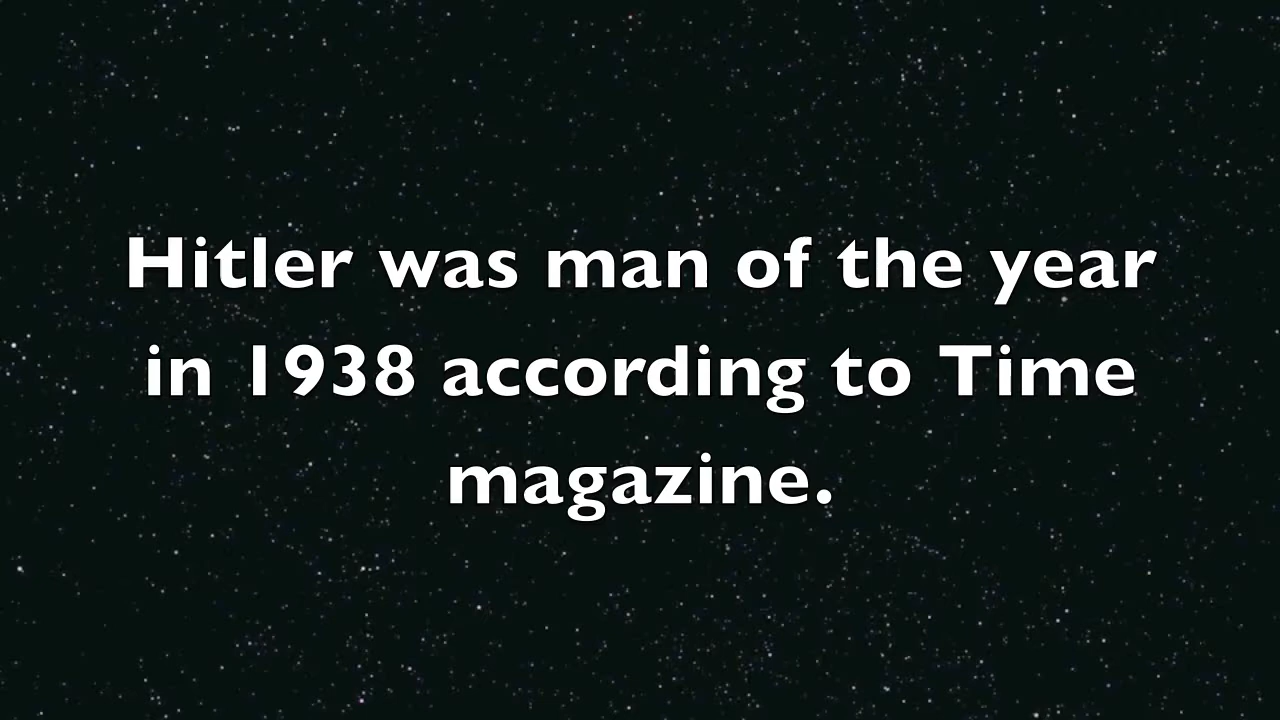 Hitler was man of the year
in 1938 according to Time
magazine.